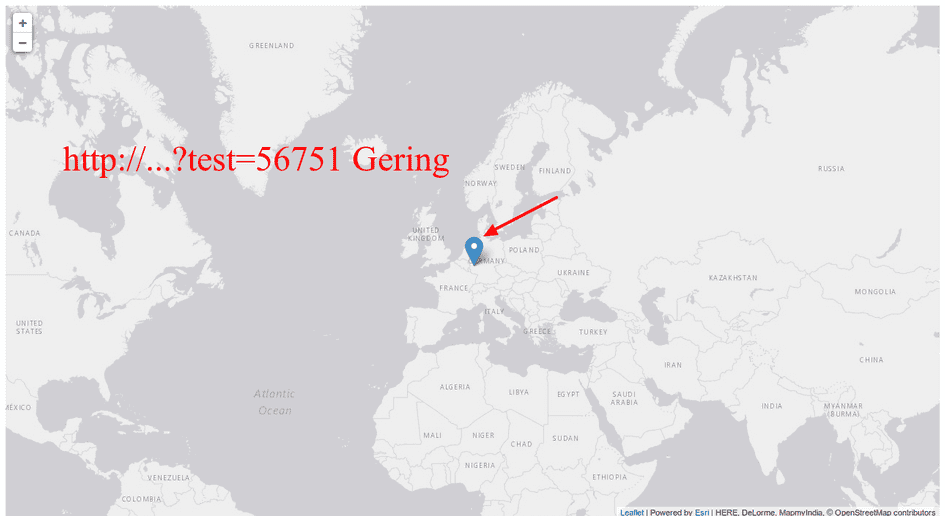 +
−
GREENLAND
http://...?test=56751 Gering
SWEDEN
FINLAND
NORWAY
RUSSIA
CANADA
UNITED
KINGDOM
POLAND
GERMANY
UKRAINE
KAZAKHSTAN
FRANCE
MONGOLIA
ITALY
UNITED
STATES
GREECE
TURKEY
CHINA
IRAN
ALGERIA
LIBYA
EGYPT
SAUDI
ARABIA
Atlantic
Ocean
MÉXICO
INDIA
MYANMAR
(BURMA)
MALI
NIGER
CHAD
SUDAN
NIGERIA
VENEZUELA
ETHIOPIA
COLOMBIA
Leaflet | Powered by Esri | HERE, DeLorme, MapmyIndia, © OpenStreetMap contributors